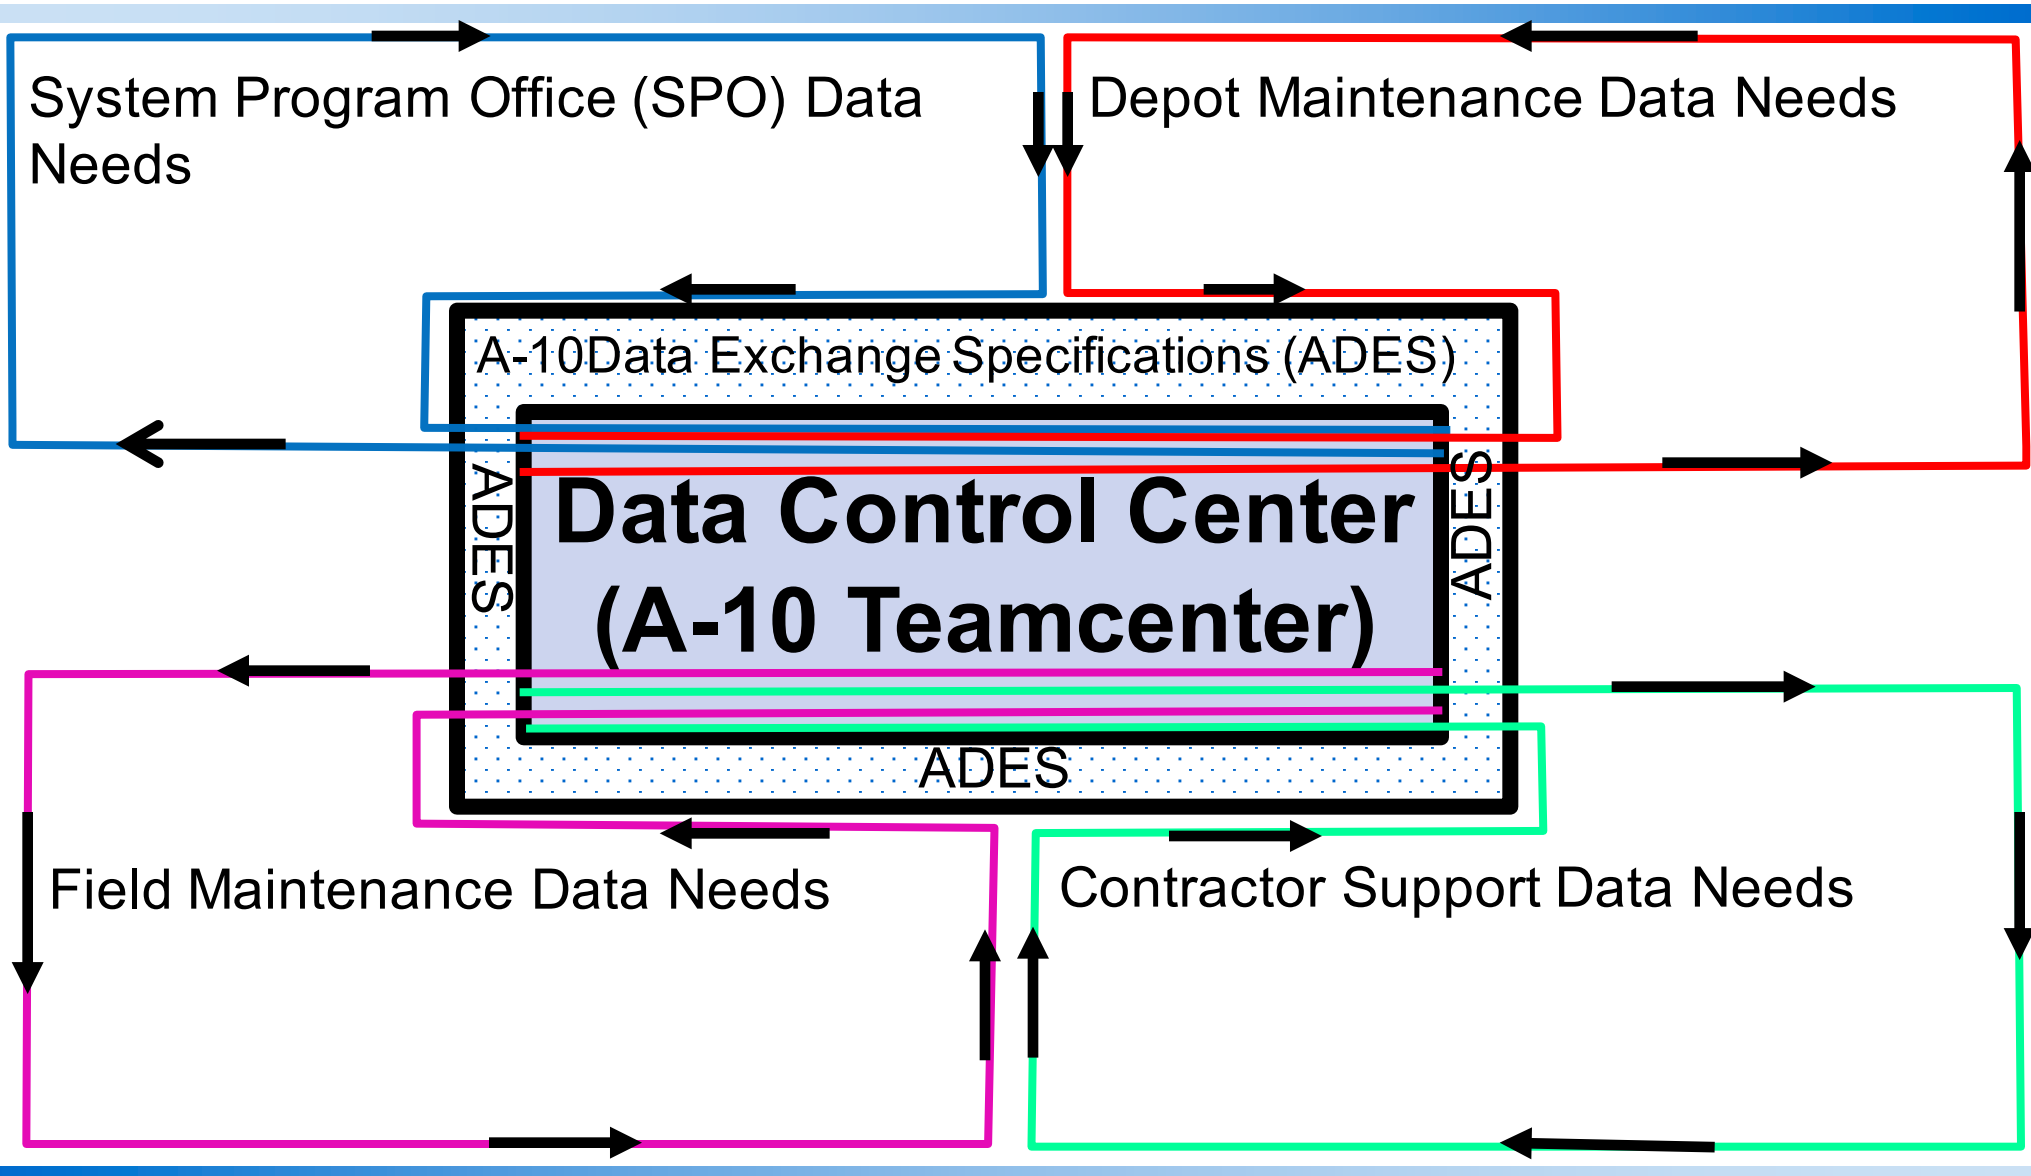 System Program Office (SPO) Data
Needs
Depot Maintenance Data Needs
A-10Data Exchange Specifications (ADES)
ADES
Data Control Center
(A-10 Teamcenter)
ADES
ADES
Field Maintenance Data Needs
Contractor Support Data Needs